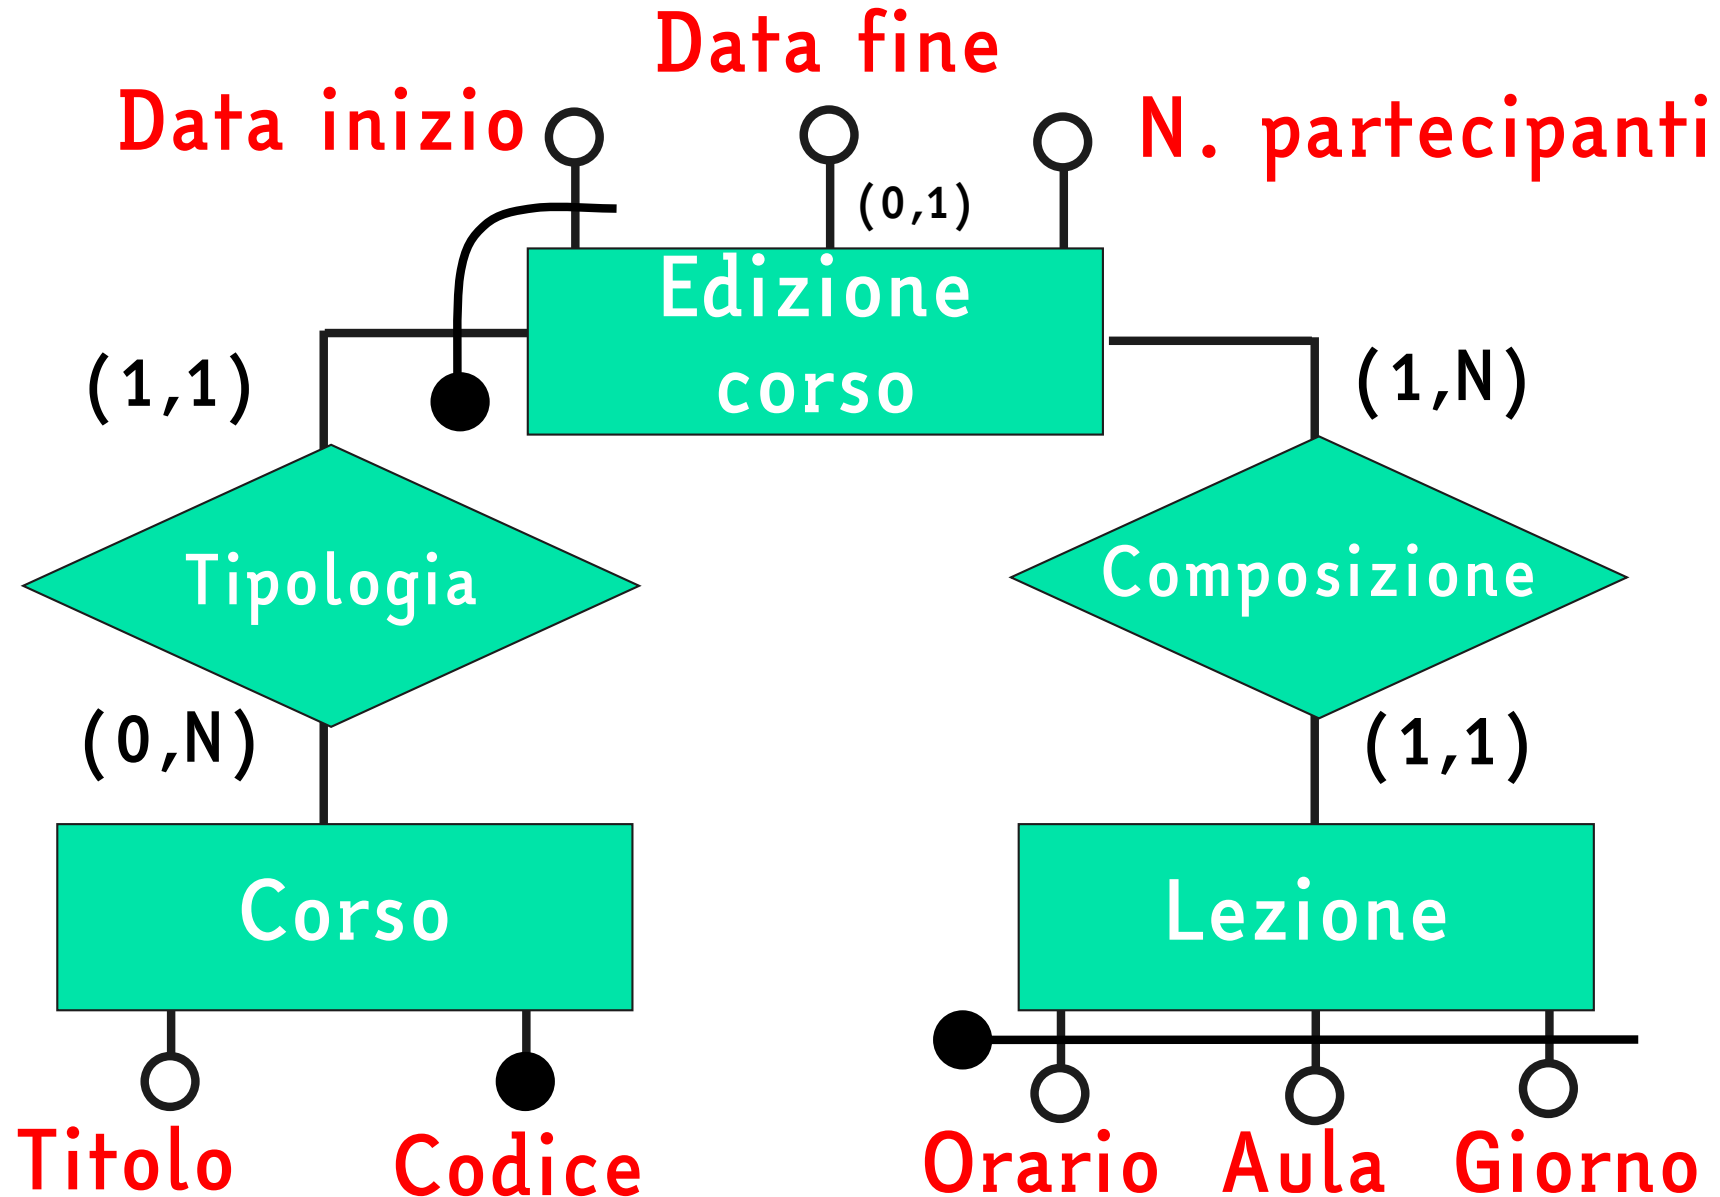 Data fine
Data inizio
N. partecipanti
(0,1)
Edizione
corso
(1,1)
(1,N)
Tipologia
Composizione
(0,N)
(1,1)
Corso
Lezione
Titolo
Codice
Orario
Aula
Giorno